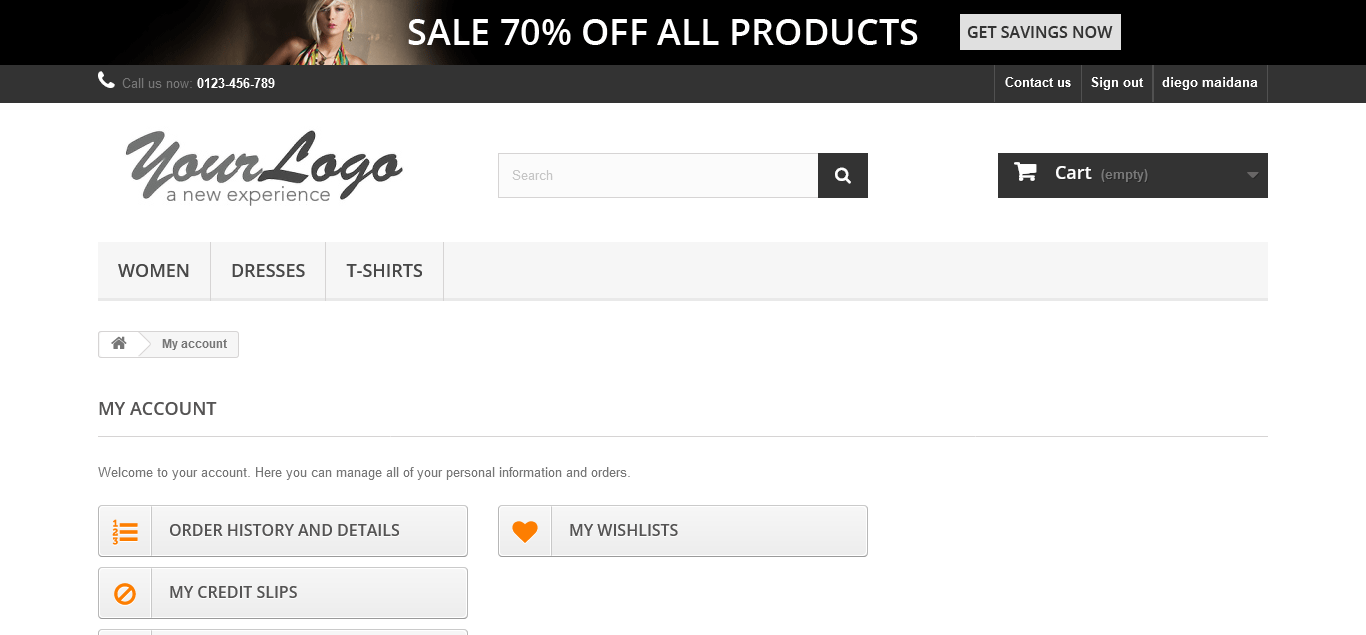 SALE 70% OFF ALL PRODUCTS GET SAVINGS NOW
Call us now: 0123-456-789 Contact us Sign out diego maidana
YourLogo
a new experience
Search
Cart (empty)
WOMEN DRESSES T-SHIRTS
My account
MY ACCOUNT
Welcome to your account. Here you can manage all of your personal information and orders.
1
2
3
ORDER HISTORY AND DETAILS
MY WISHLISTS
MY CREDIT SLIPS